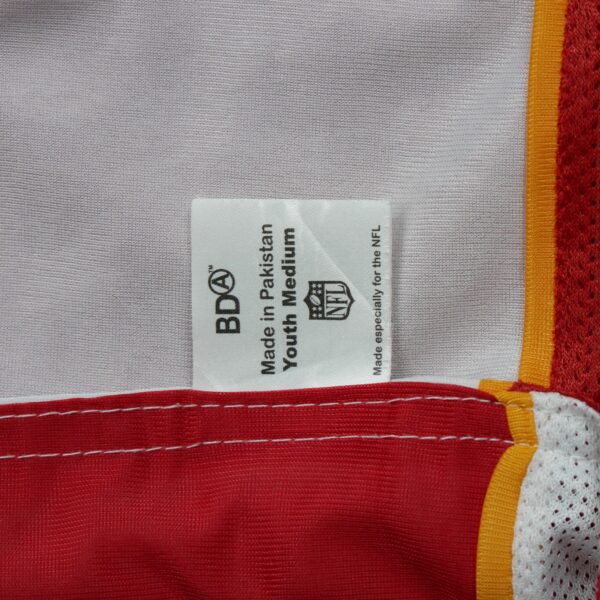 BDA™
Made in Pakistan
Youth Medium
NFL
Made especially for the NFL